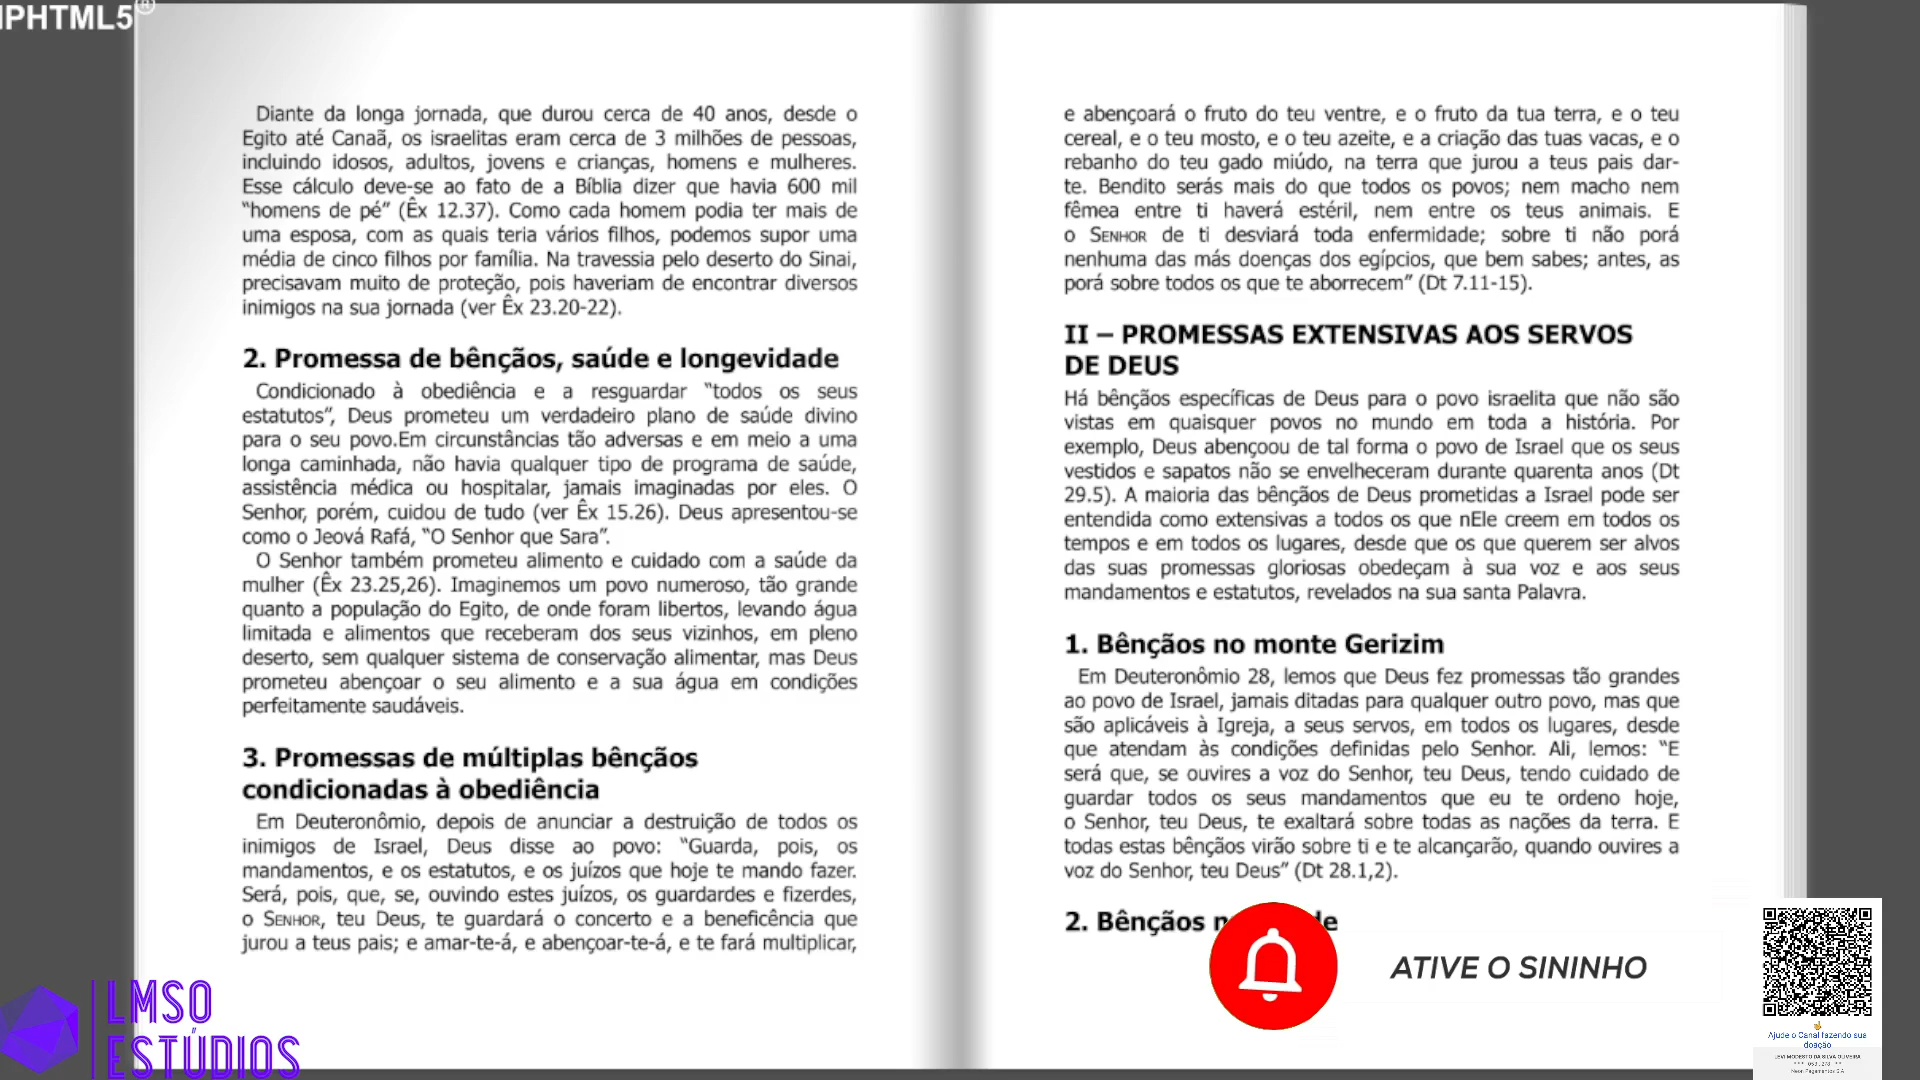 IPHTML5®
Diante da longa jornada, que durou cerca de 40 anos, desde o
Egito até Canaã, os israelitas eram cerca de 3 milhões de pessoas,
incluindo idosos, adultos, jovens e crianças, homens e mulheres.
Esse cálculo deve-se ao fato de a Bíblia dizer que havia 600 mil
“homens de pé” (Êx 12.37). Como cada homem podia ter mais de
uma esposa, com as quais teria vários filhos, podemos supor uma
média de cinco filhos por família. Na travessia pelo deserto do Sinai,
precisavam muito de proteção, pois haveriam de encontrar diversos
inimigos na sua jornada (ver Êx 23.20-22).
2. Promessa de bênçãos, saúde e longevidade
Condicionado à obediência e a resguardar “todos os seus
estatutos”, Deus prometeu um verdadeiro plano de saúde divino
para o seu povo.Em circunstâncias tão adversas e em meio a uma
longa caminhada, não havia qualquer tipo de programa de saúde,
assistência médica ou hospitalar, jamais imaginadas por eles. O
Senhor, porém, cuidou de tudo (ver Êx 15.26). Deus apresentou-se
como o Jeová Rafá, “O Senhor que Sara”.
O Senhor também prometeu alimento e cuidado com a saúde da
mulher (Êx 23.25,26). Imaginemos um povo numeroso, tão grande
quanto a população do Egito, de onde foram libertos, levando água
limitada e alimentos que receberam dos seus vizinhos, em pleno
deserto, sem qualquer sistema de conservação alimentar, mas Deus
prometeu abençoar o seu alimento e a sua água em condições
perfeitamente saudáveis.
3. Promessas de múltiplas bênçãos
condicionadas à obediência
Em Deuteronômio, depois de anunciar a destruição de todos os
inimigos de Israel, Deus disse ao povo: “Guarda, pois, os
mandamentos, e os estatutos, e os juízos que hoje te mando fazer.
Será, pois, que, se, ouvindo estes juízos, os guardardes e fizerdes,
o SENHOR, teu Deus, te guardará o concerto e a beneficência que
jurou a teus pais; e amar-te-á, e abençoar-te-á, e te fará multiplicar,
e abençoará o fruto do teu ventre, e o fruto da tua terra, e o teu
cereal, e o teu mosto, e o teu azeite, e a criação das tuas vacas, e o
rebanho do teu gado miúdo, na terra que jurou a teus pais dar-
te. Bendito serás mais do que todos os povos; nem macho nem
fêmea entre ti haverá estéril, nem entre os teus animais. E
o SENHOR de ti desviará toda enfermidade; sobre ti não porá
nenhuma das más doenças dos egípcios, que bem sabes; antes, as
porá sobre todos os que te aborrecem” (Dt 7.11-15).
II – PROMESSAS EXTENSIVAS AOS SERVOS
DE DEUS
Há bênçãos específicas de Deus para o povo israelita que não são
vistas em quaisquer povos no mundo em toda a história. Por
exemplo, Deus abençoou de tal forma o povo de Israel que os seus
vestidos e sapatos não se envelheceram durante quarenta anos (Dt
29.5). A maioria das bênçãos de Deus prometidas a Israel pode ser
entendida como extensivas a todos os que nEle creem em todos os
tempos e em todos os lugares, desde que os que querem ser alvos
das suas promessas gloriosas obedeçam à sua voz e aos seus
mandamentos e estatutos, revelados na sua santa Palavra.
1. Bênçãos no monte Gerizim
Em Deuteronômio 28, lemos que Deus fez promessas tão grandes
ao povo de Israel, jamais ditadas para qualquer outro povo, mas que
são aplicáveis à Igreja, a seus servos, em todos os lugares, desde
que atendam às condições definidas pelo Senhor. Ali, lemos: “E
será que, se ouvires a voz do Senhor, teu Deus, tendo cuidado de
guardar todos os seus mandamentos que eu te ordeno hoje,
o Senhor, teu Deus, te exaltará sobre todas as nações da terra. E
todas estas bênçãos virão sobre ti e te alcançarão, quando ouvires a
voz do Senhor, teu Deus” (Dt 28.1,2).
2. Bênçãos
ATIVE O SININHO
LMSO
ESTÚDIOS
Ajude o Canal fazendo sua
doação
LEVI MODESTO DA SILVA OLIVEIRA
Neon Pagamentos S.A.